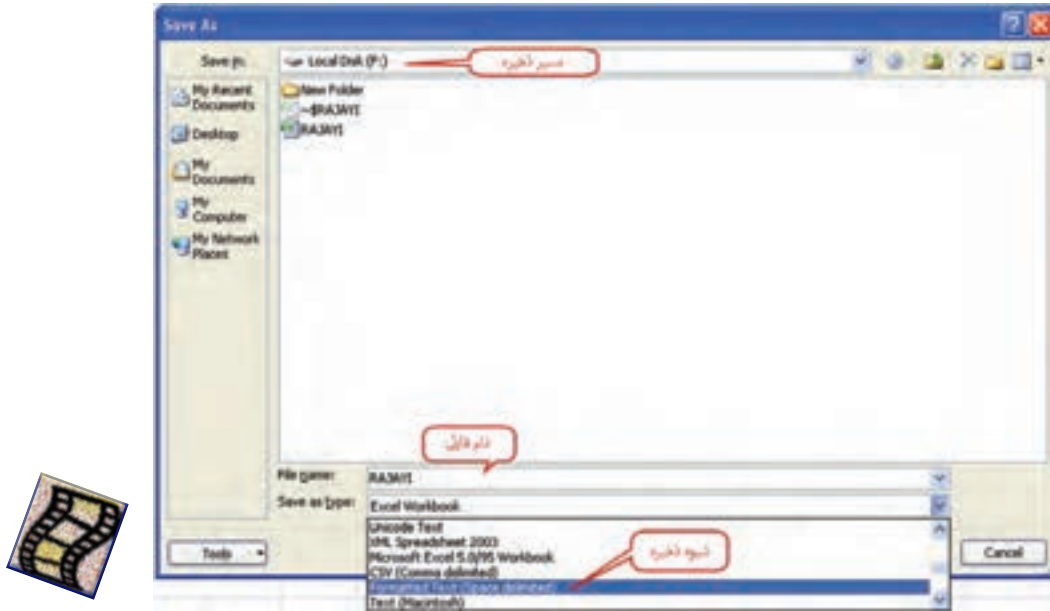 Save As
Save in:
Local Disk (F:)
مسیر ذخیره
My Recent Documents
Desktop
My Documents
My Computer
My Network Places
New Folder
~$RAJAYI
RAJAYI
نام فایل
File name:
RAJAYI
Save as type:
Excel Workbook
Unicode Text
XML Spreadsheet 2003
Microsoft Excel 5.0/95 Workbook
CSV (Comma delimited)
Formatted Text (Space delimited)
Text (Macintosh)
شیوه ذخیره
Tools
Cancel